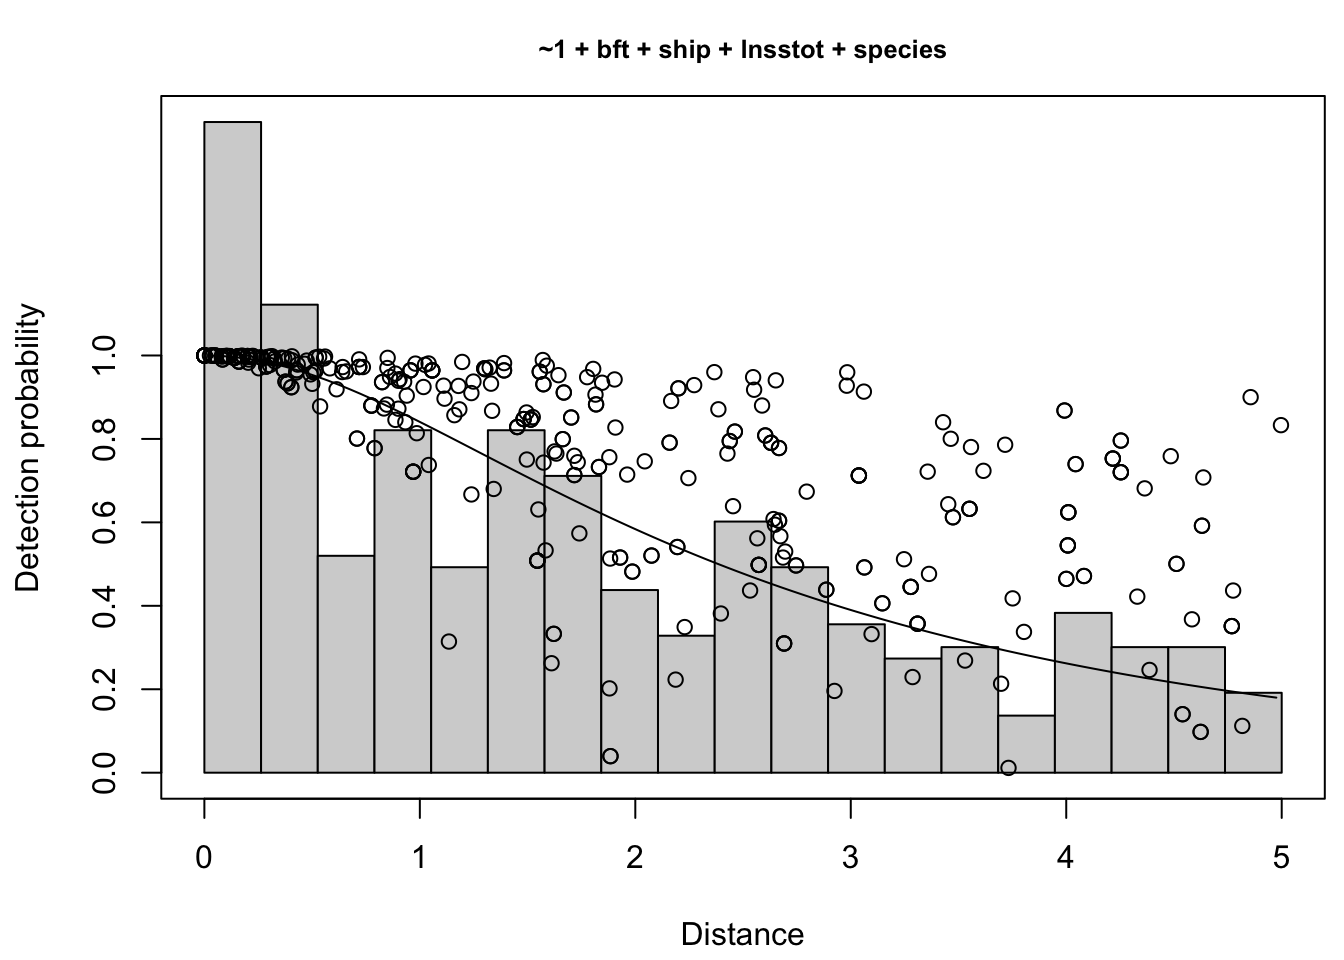 ~1 + bft + ship + lnsstot + species
Detection probability
1.0
0.8
0.6
0.4
0.2
0.0
0 1 2 3 4 5
Distance